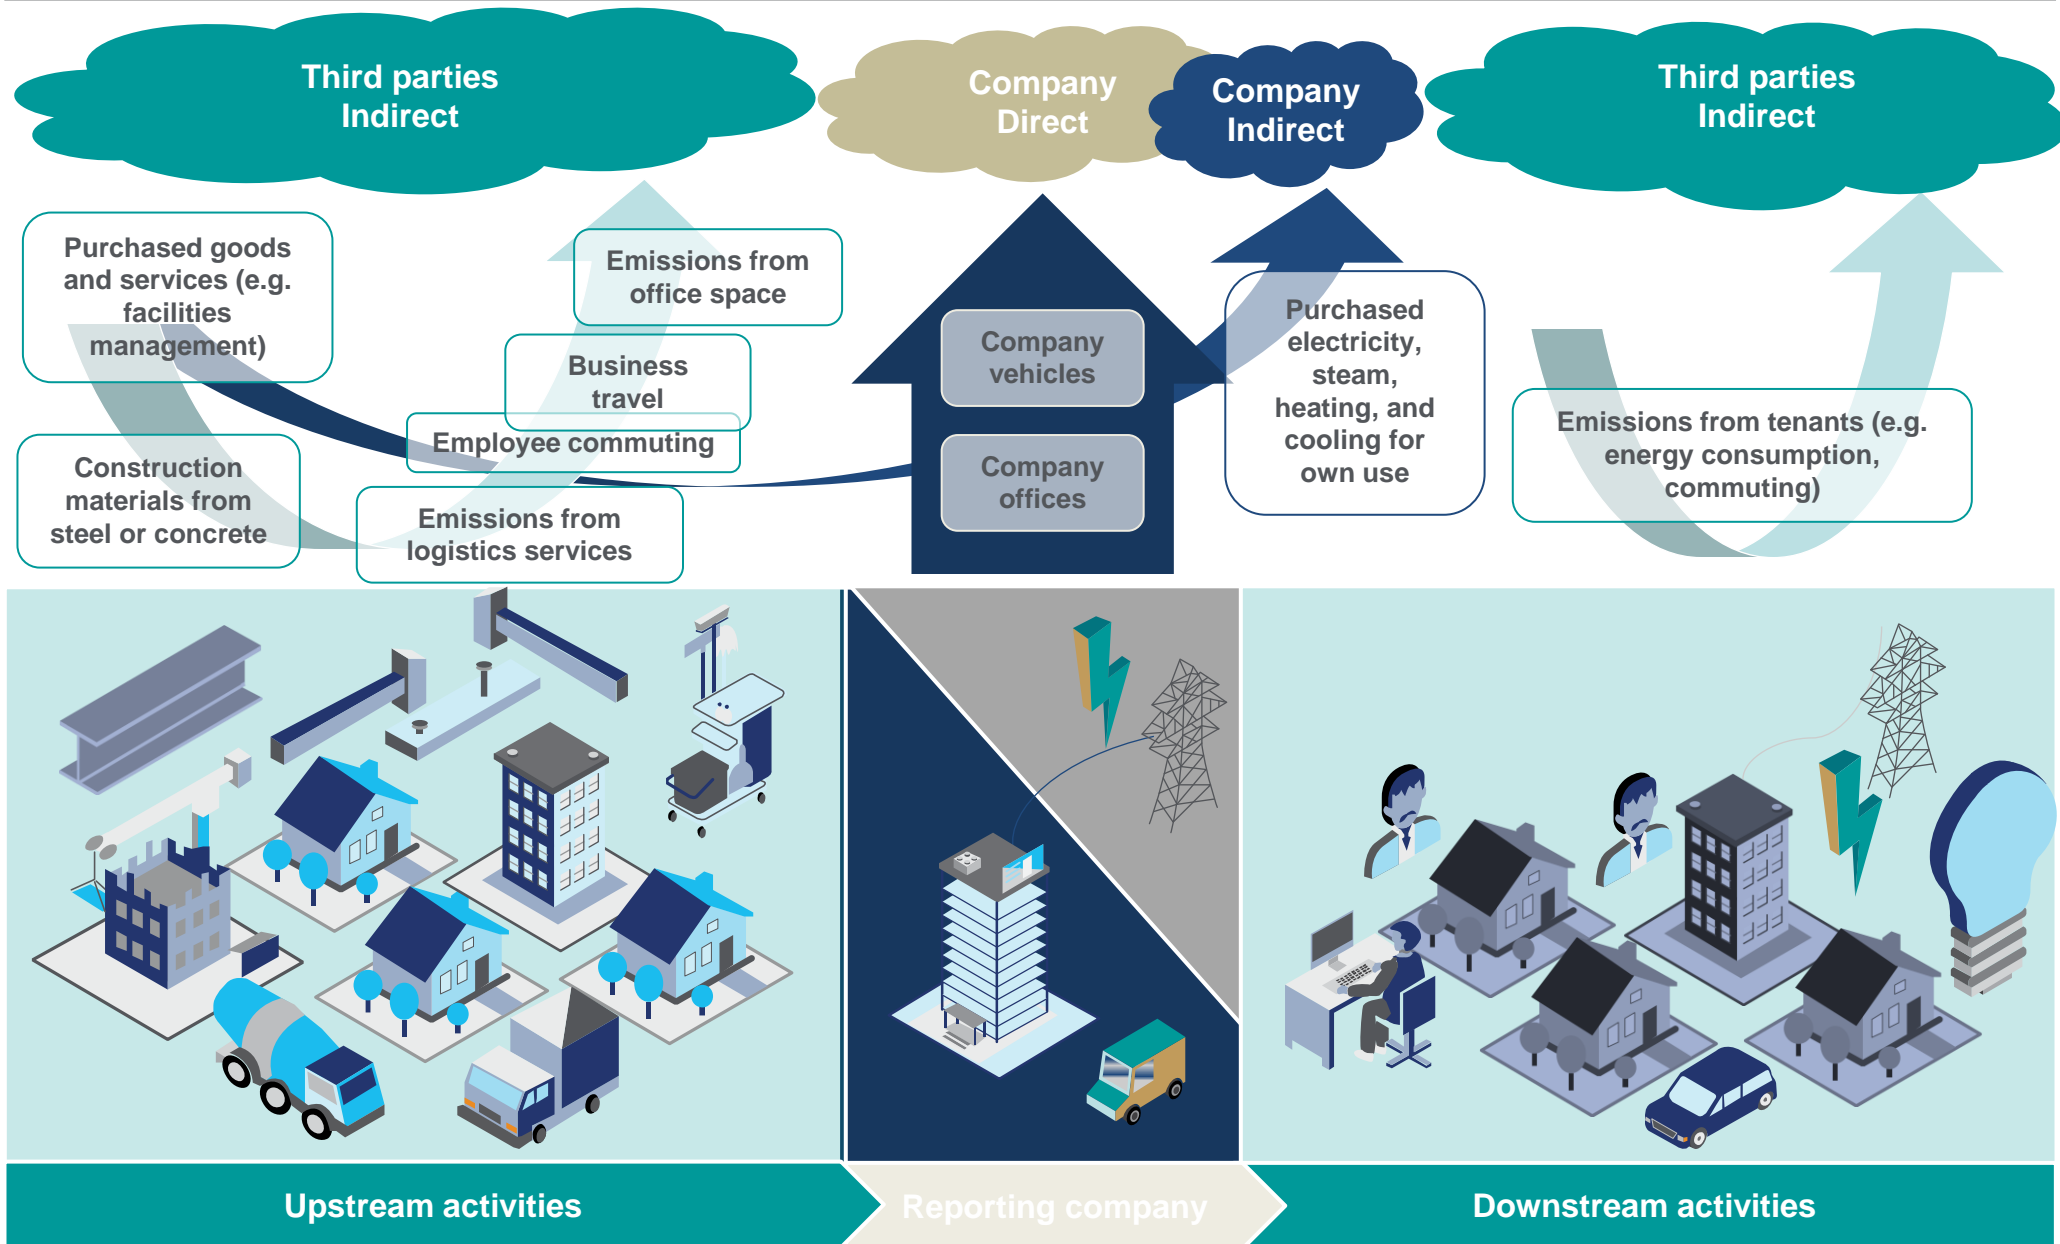 Third parties
Indirect
Company
Direct
Company
Indirect
Third parties
Indirect
Purchased goods
and services (e.g.
facilities
management)
Construction
materials from
steel or concrete
Emissions from
office space
Business
travel
Employee commuting
Emissions from
logistics services
Company
vehicles
Company
offices
Purchased
electricity,
steam,
heating, and
cooling for
own use
Emissions from tenants (e.g.
energy consumption,
commuting)
Upstream activities
Reporting company
Downstream activities